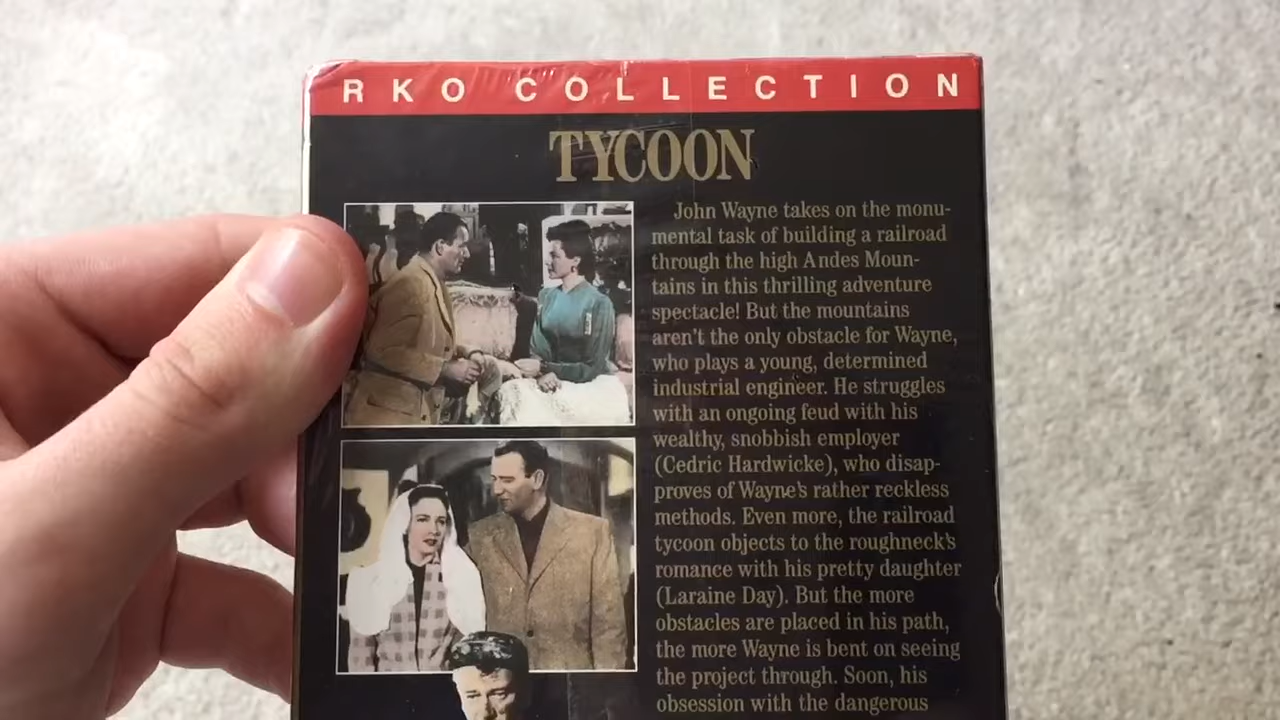 RKO COLLECTION
TYCOON
John Wayne takes on the monu-
mental task of building a railroad
through the high Andes Moun-
tains in this thrilling adventure
spectacle! But the mountains
aren't the only obstacle for Wayne,
who plays a young, determined
industrial engineer. He struggles
with an ongoing feud with his
wealthy, snobbish employer
(Cedric Hardwicke), who disap-
proves of Wayne's rather reckless
methods. Even more, the railroad
tycoon objects to the roughneck's
romance with his pretty daughter
(Laraine Day). But the more
obstacles are placed in his path,
the more Wayne is bent on seeing
the project through. Soon, his
obsession with the dangerous